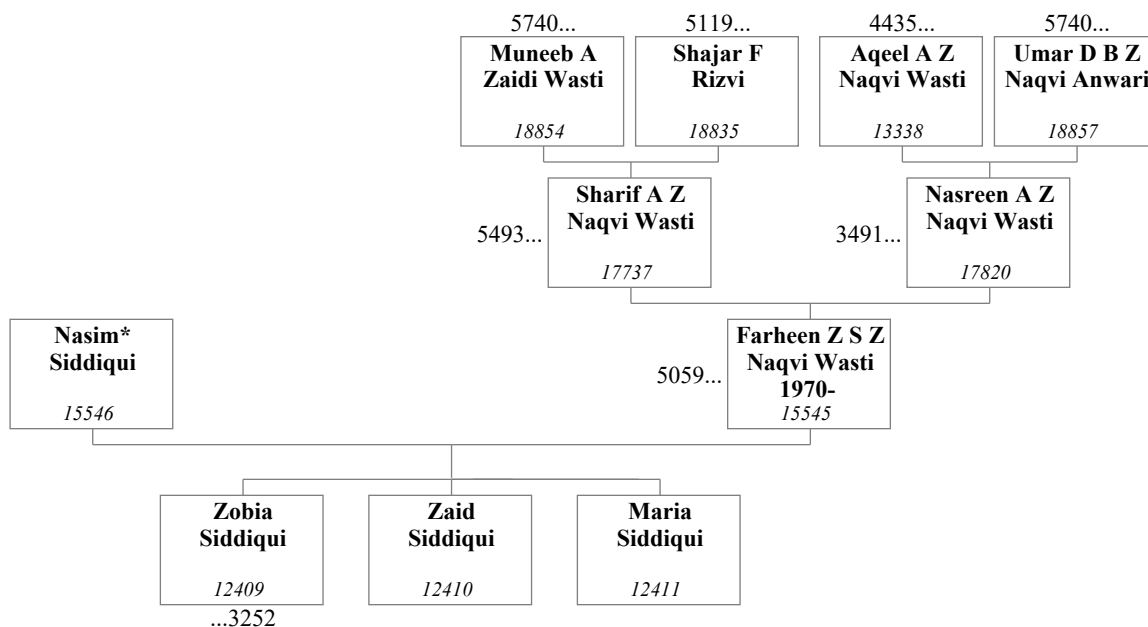 5740...
5119...
4435...
5740...
Muneeb A
Zaidi Wasti
18854
Shajar F
Rizvi
18835
Aqeel A Z
Naqvi Wasti
13338
Umar D B Z
Naqvi Anwari
18857
5493...
Sharif A Z
Naqvi Wasti
17737
3491...
Nasreen A Z
Naqvi Wasti
17820
Nasim*
Siddiqui
15546
5059...
Farheen Z S Z
Naqvi Wasti
1970-
15545
Zobia
Siddiqui
12409
...3252
Zaid
Siddiqui
12410
Maria
Siddiqui
12411